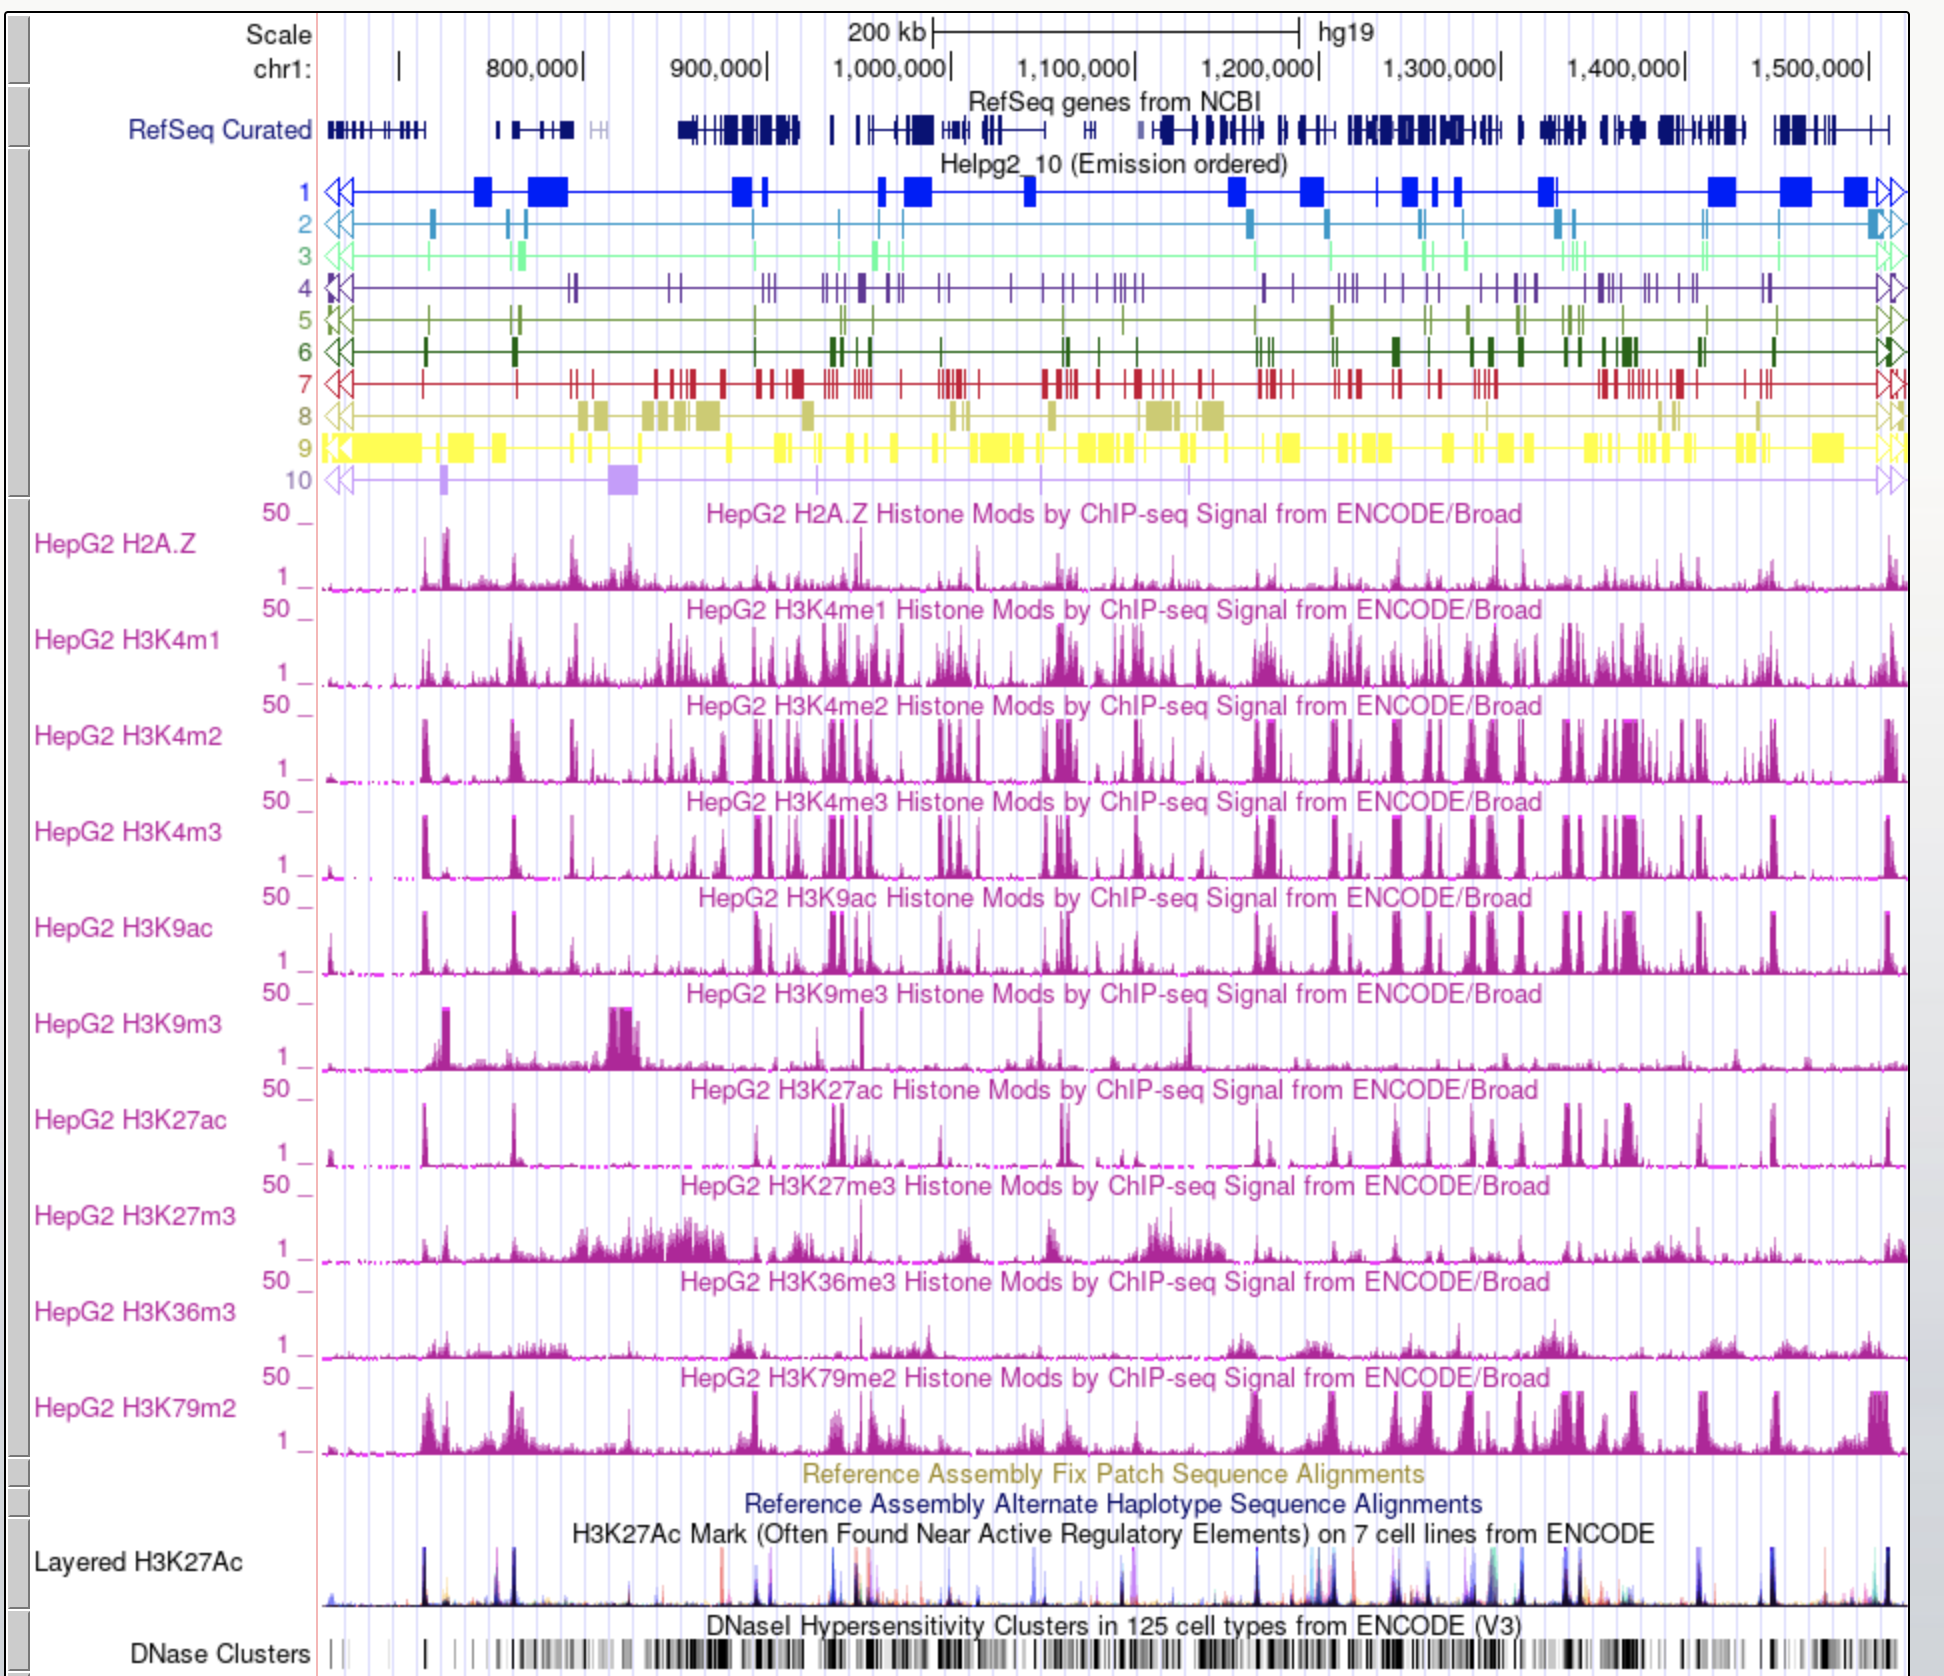 Scale 200 kb hg19
chr1: 800,000 900,000 1,000,000 1,100,000 1,200,000 1,300,000 1,400,000 1,500,000
RefSeq genes from NCBI
RefSeq Curated
Helpg2_10 (Emission ordered)
1
2
3
4
5
6
7
8
9
10
HepG2 H2A.Z Histone Mods by ChIP-seq Signal from ENCODE/Broad
50
HepG2 H2A.Z
1
HepG2 H3K4me1 Histone Mods by ChIP-seq Signal from ENCODE/Broad
50
HepG2 H3K4m1
1
HepG2 H3K4me2 Histone Mods by ChIP-seq Signal from ENCODE/Broad
50
HepG2 H3K4m2
1
HepG2 H3K4me3 Histone Mods by ChIP-seq Signal from ENCODE/Broad
50
HepG2 H3K4m3
1
HepG2 H3K9ac Histone Mods by ChIP-seq Signal from ENCODE/Broad
50
HepG2 H3K9ac
1
HepG2 H3K9me3 Histone Mods by ChIP-seq Signal from ENCODE/Broad
50
HepG2 H3K9m3
1
HepG2 H3K27ac Histone Mods by ChIP-seq Signal from ENCODE/Broad
50
HepG2 H3K27ac
1
HepG2 H3K27me3 Histone Mods by ChIP-seq Signal from ENCODE/Broad
50
HepG2 H3K27m3
1
HepG2 H3K36me3 Histone Mods by ChIP-seq Signal from ENCODE/Broad
50
HepG2 H3K36m3
1
HepG2 H3K79me2 Histone Mods by ChIP-seq Signal from ENCODE/Broad
50
HepG2 H3K79m2
1
Reference Assembly Fix Patch Sequence Alignments
Reference Assembly Alternate Haplotype Sequence Alignments
H3K27Ac Mark (Often Found Near Active Regulatory Elements) on 7 cell lines from ENCODE
Layered H3K27Ac
DNaseI Hypersensitivity Clusters in 125 cell types from ENCODE (V3)
DNase Clusters